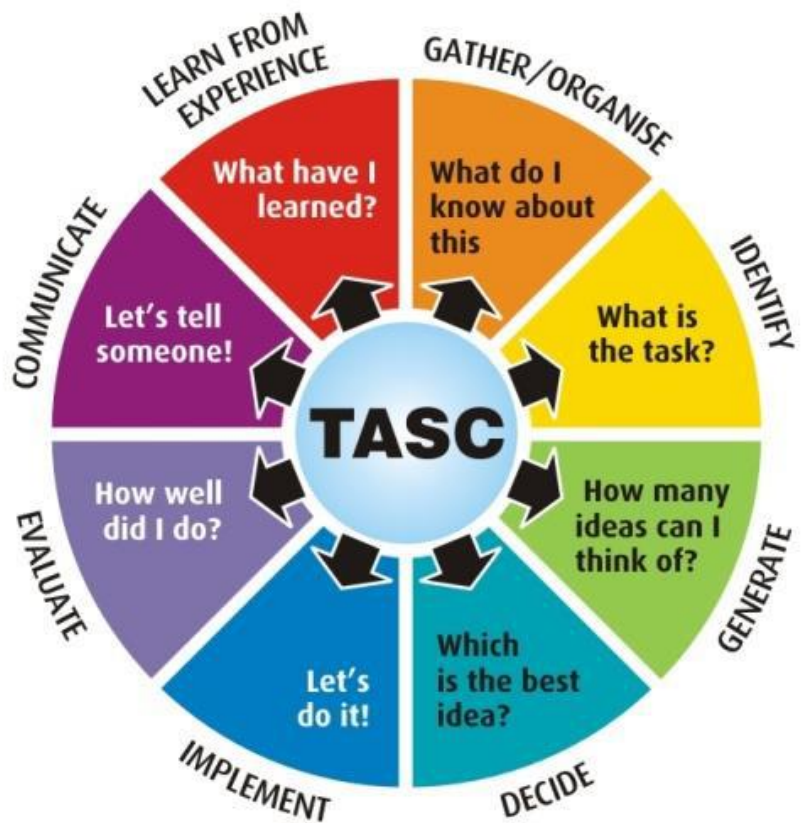 GATHER/ORGANISE
What do I
know about
this
IDENTIFY
What is
the task?
GENERATE
How many
ideas can I
think of?
DECIDE
Which
is the best
idea?
IMPLEMENT
Let's
do it!
EVALUATE
How well
did I do?
COMMUNICATE
Let's tell
someone!
LEARN FROM
EXPERIENCE
What have I
learned?
TASC